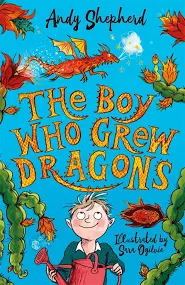 Andy Shepherd
THE BOY
WHO GREW
DRAGONS
Illustrated by
Sara Ogilvie